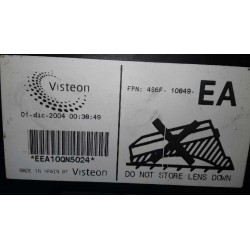 Visteon
FPN: 4S6F- 10849-
EA
01-dic-2004 00:38:49
*EEA10QN5024*
MADE IN SPAIN BY Visteon
DO NOT STORE LENS DOWN